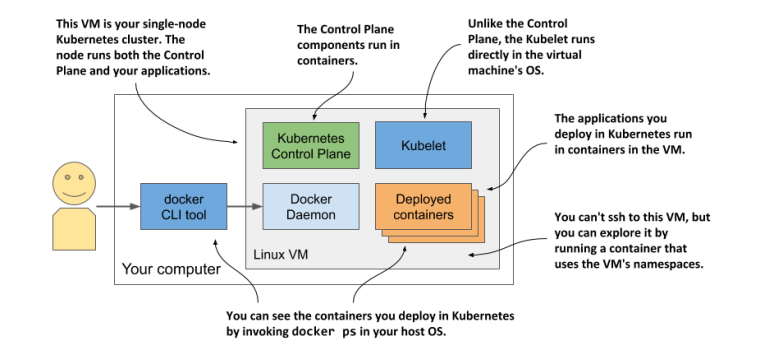 This VM is your single-node
Kubernetes cluster. The
node runs both the Control
Plane and your applications.
The Control Plane
components run in
containers.
Unlike the Control
Plane, the Kubelet runs
directly in the virtual
machine's OS.
The applications you
deploy in Kubernetes run
in containers in the VM.
Kubernetes
Control Plane
Kubelet
docker
CLI tool
Docker
Daemon
Deployed
containers
Linux VM
Your computer
You can't ssh to this VM, but
you can explore it by
running a container that
uses the VM's namespaces.
You can see the containers you deploy in Kubernetes
by invoking docker ps in your host OS.